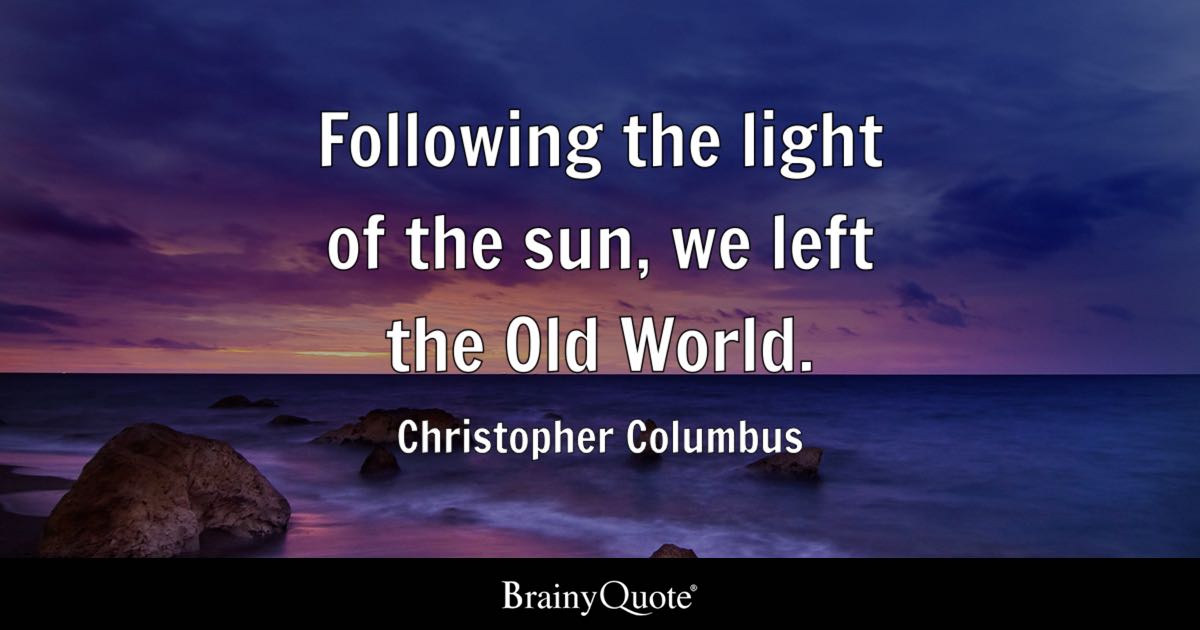 Following the light
of the sun, we left
the Old World.
Christopher Columbus
BrainyQuote®